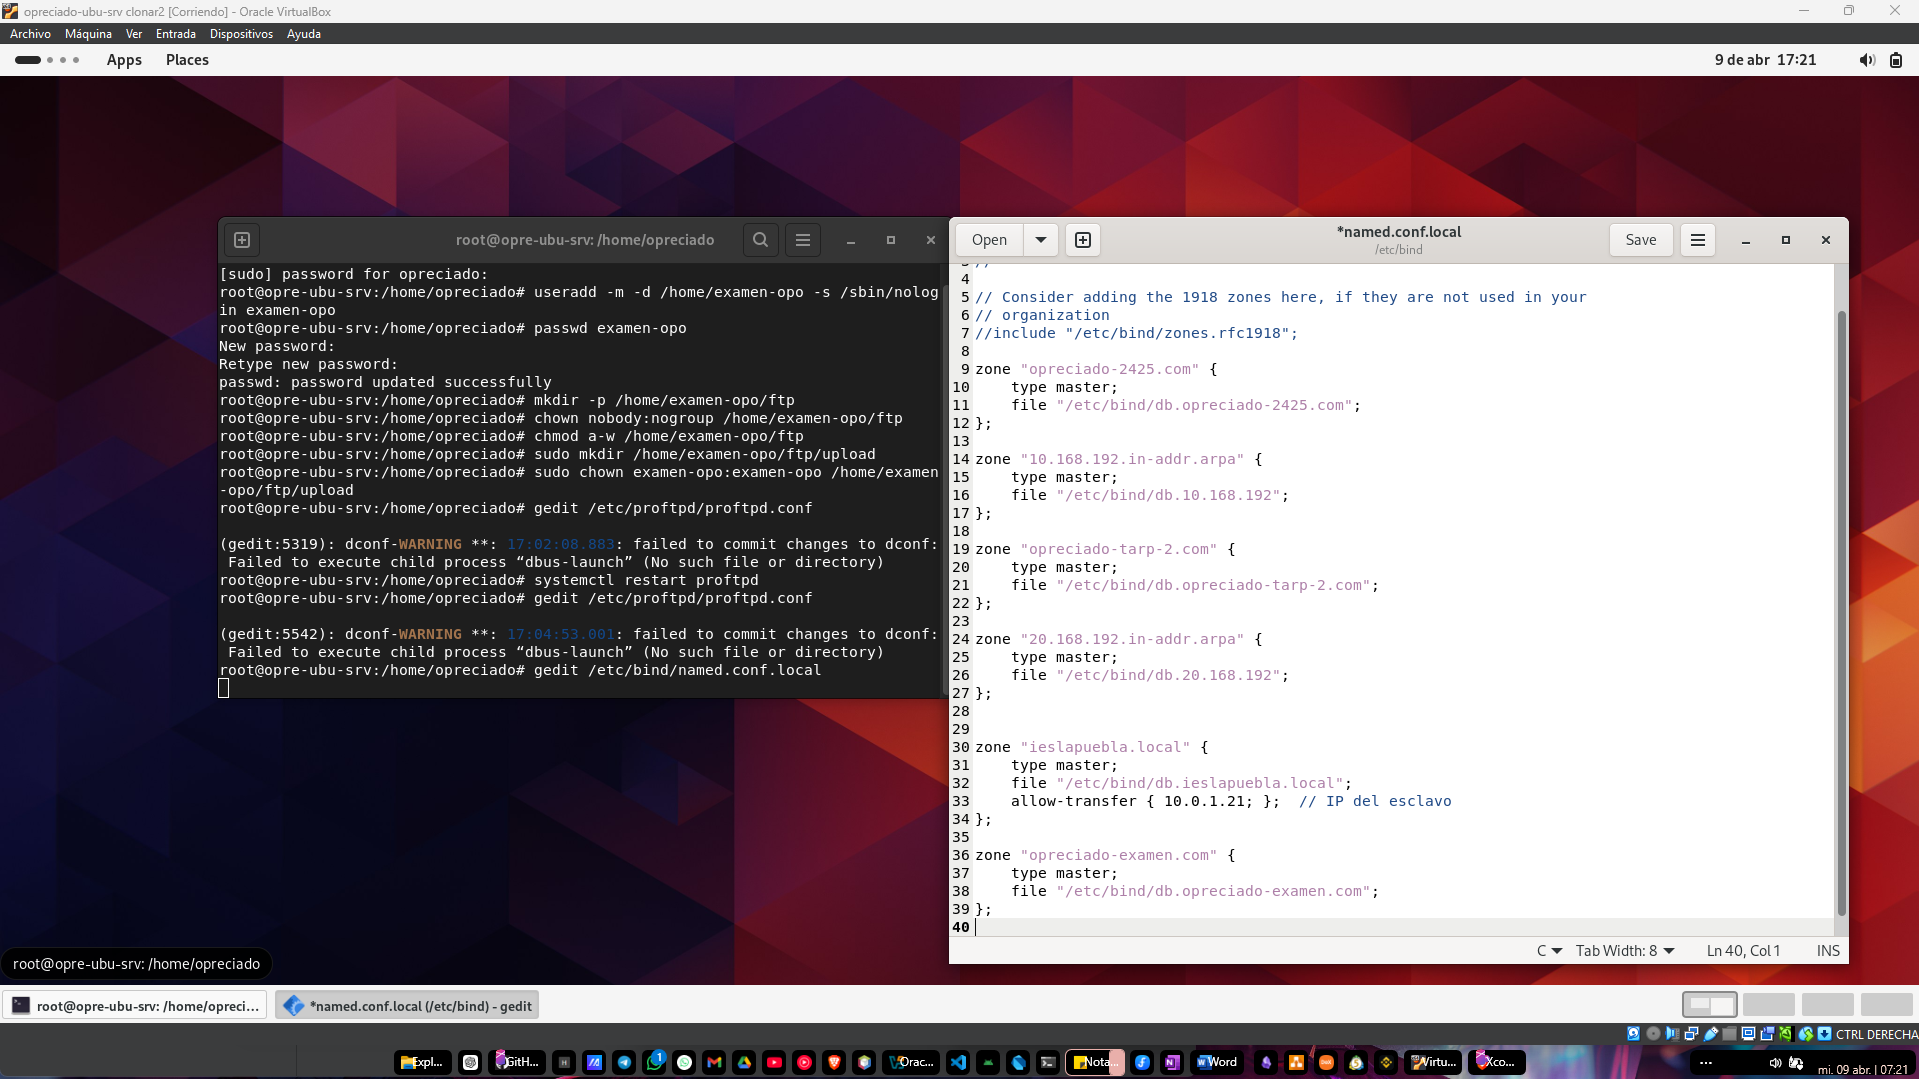 opreciado-ubu-srv clonar2 [Corriendo] - Oracle VirtualBox
Archivo Máquina Ver Entrada Dispositivos Ayuda
Apps Places
9 de abr 17:21
root@opre-ubu-srv: /home/opreciado
[sudo] password for opreciado:
root@opre-ubu-srv:/home/opreciado# useradd -m -d /home/examen-opo -s /sbin/nolog
in examen-opo
root@opre-ubu-srv:/home/opreciado# passwd examen-opo
New password:
Retype new password:
passwd: password updated successfully
root@opre-ubu-srv:/home/opreciado# mkdir -p /home/examen-opo/ftp
root@opre-ubu-srv:/home/opreciado# chown nobody:nogroup /home/examen-opo/ftp
root@opre-ubu-srv:/home/opreciado# chmod a-w /home/examen-opo/ftp
root@opre-ubu-srv:/home/opreciado# sudo mkdir /home/examen-opo/ftp/upload
root@opre-ubu-srv:/home/opreciado# sudo chown examen-opo:examen-opo /home/examen
-opo/ftp/upload
root@opre-ubu-srv:/home/opreciado# gedit /etc/proftpd/proftpd.conf
(gedit:5319): dconf-WARNING **: 17:02:08.883: failed to commit changes to dconf:
Failed to execute child process “dbus-launch” (No such file or directory)
root@opre-ubu-srv:/home/opreciado# systemctl restart proftpd
root@opre-ubu-srv:/home/opreciado# gedit /etc/proftpd/proftpd.conf
(gedit:5542): dconf-WARNING **: 17:04:53.001: failed to commit changes to dconf:
Failed to execute child process “dbus-launch” (No such file or directory)
root@opre-ubu-srv:/home/opreciado# gedit /etc/bind/named.conf.local
Open
*named.conf.local
/etc/bind
Save
3 //
4
5 // Consider adding the 1918 zones here, if they are not used in your
6 // organization
7 //include "/etc/bind/zones.rfc1918";
8
9 zone "opreciado-2425.com" {
10 type master;
11 file "/etc/bind/db.opreciado-2425.com";
12 };
13
14 zone "10.168.192.in-addr.arpa" {
15 type master;
16 file "/etc/bind/db.10.168.192";
17 };
18
19 zone "opreciado-tarp-2.com" {
20 type master;
21 file "/etc/bind/db.opreciado-tarp-2.com";
22 };
23
24 zone "20.168.192.in-addr.arpa" {
25 type master;
26 file "/etc/bind/db.20.168.192";
27 };
28
29
30 zone "ieslapuebla.local" {
31 type master;
32 file "/etc/bind/db.ieslapuebla.local";
33 allow-transfer { 10.0.1.21; }; // IP del esclavo
34 };
35
36 zone "opreciado-examen.com" {
37 type master;
38 file "/etc/bind/db.opreciado-examen.com";
39 };
40
C Tab Width: 8 Ln 40, Col 1 INS
root@opre-ubu-srv: /home/opreciado
root@opre-ubu-srv: /home/opreci...
*named.conf.local (/etc/bind) - gedit
CTRL DERECHA
Expl... GitH... 1 Orac... Nota... Word Virtu... Xco...
mi. 09 abr. | 07:21